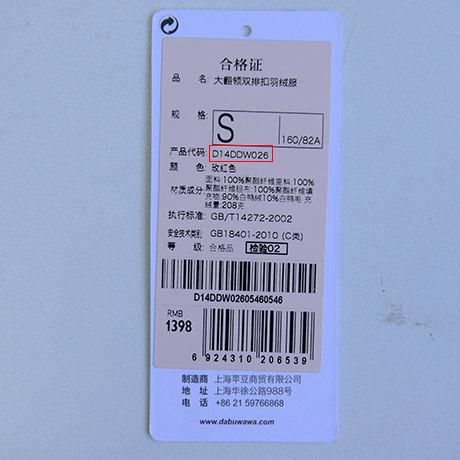 合格证
品 名: 大翻领双排扣羽绒服
规 格:
S
160/82A
产品代码: D14DDW026
颜 色: 玫红色
材质成分: 面料:100%聚酯纤维里料:100%
聚酯纤维胆布:100%聚酯纤维填
充物:90%白鸭绒10%白鸭毛 充
绒量:208克
执行标准: GB/T14272-2002
安全技术类别: GB18401-2010 (C类)
等 级: 合格品 检验02
D14DDW02605460546
RMB
1398
6 924310 206539
制造商 上海苹豆商贸有限公司
地 址 上海华徐公路988号
电 话 +86 21 59766868
www.dabuwawa.com